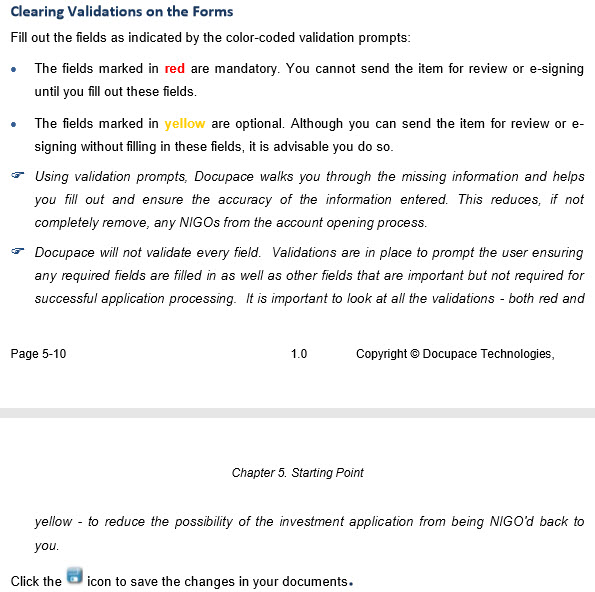 Clearing Validations on the Forms
Fill out the fields as indicated by the color-coded validation prompts:
• The fields marked in red are mandatory. You cannot send the item for review or e-signing
until you fill out these fields.
• The fields marked in yellow are optional. Although you can send the item for review or e-
signing without filling in these fields, it is advisable you do so.
☞ Using validation prompts, Docupace walks you through the missing information and helps
you fill out and ensure the accuracy of the information entered. This reduces, if not
completely remove, any NIGOs from the account opening process.
☞ Docupace will not validate every field. Validations are in place to prompt the user ensuring
any required fields are filled in as well as other fields that are important but not required for
successful application processing. It is important to look at all the validations - both red and
Page 5-10 1.0 Copyright © Docupace Technologies,
Chapter 5. Starting Point
yellow - to reduce the possibility of the investment application from being NIGO'd back to
you.
Click the icon to save the changes in your documents.